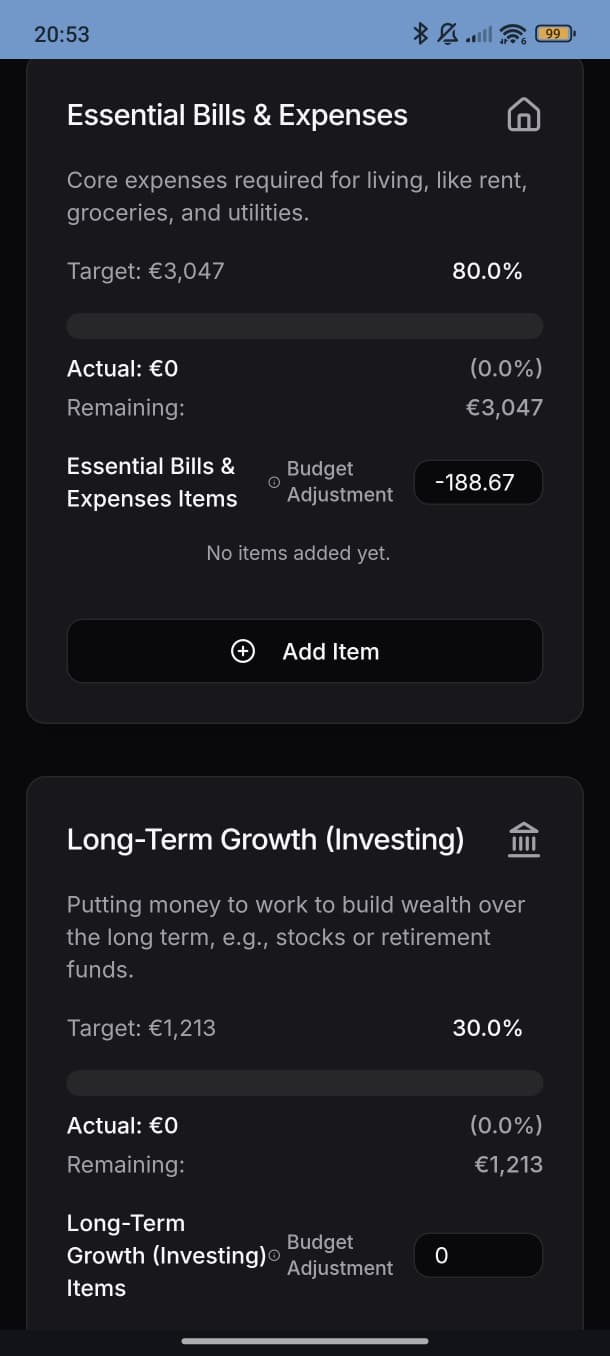 20:53
99
Essential Bills & Expenses
Core expenses required for living, like rent,
groceries, and utilities.
Target: €3,047 80.0%
Actual: €0 (0.0%)
Remaining: €3,047
Essential Bills &
Expenses Items
Budget
Adjustment
-188.67
No items added yet.
Add Item
Long-Term Growth (Investing)
Putting money to work to build wealth over
the long term, e.g., stocks or retirement
funds.
Target: €1,213 30.0%
Actual: €0 (0.0%)
Remaining: €1,213
Long-Term
Growth (Investing)
Items
Budget
Adjustment
0